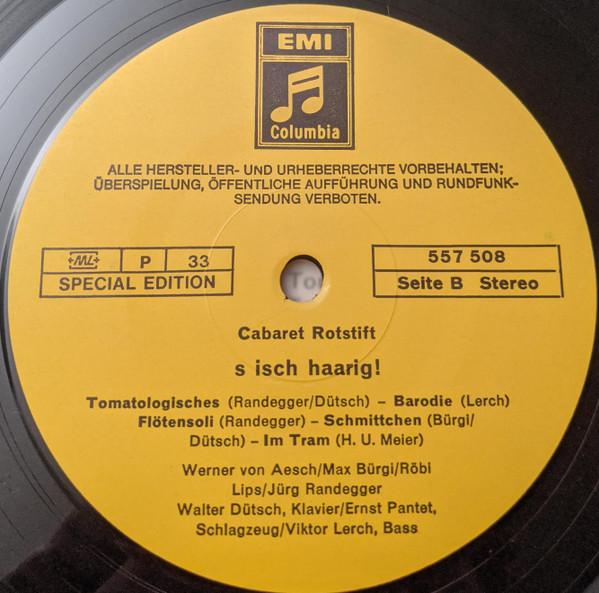 EMI
Columbia
ALLE HERSTELLER- UND URHEBERRECHTE VORBEHALTEN;
ÜBERSPIELUNG, ÖFFENTLICHE AUFFÜHRUNG UND RUNDFUNK-
SENDUNG VERBOTEN.
ML P 33
SPECIAL EDITION
557 508
Seite B Stereo
Cabaret Rotstift
s isch haarig!
Tomatologisches (Randegger/Dütsch) – Barodie (Lerch)
Flötensoli (Randegger) – Schmittchen (Bürgi/
Dütsch) – Im Tram (H. U. Meier)
Werner von Aesch/Max Bürgi/Röbi
Lips/Jürg Randegger
Walter Dütsch, Klavier/Ernst Pantet,
Schlagzeug/Viktor Lerch, Bass